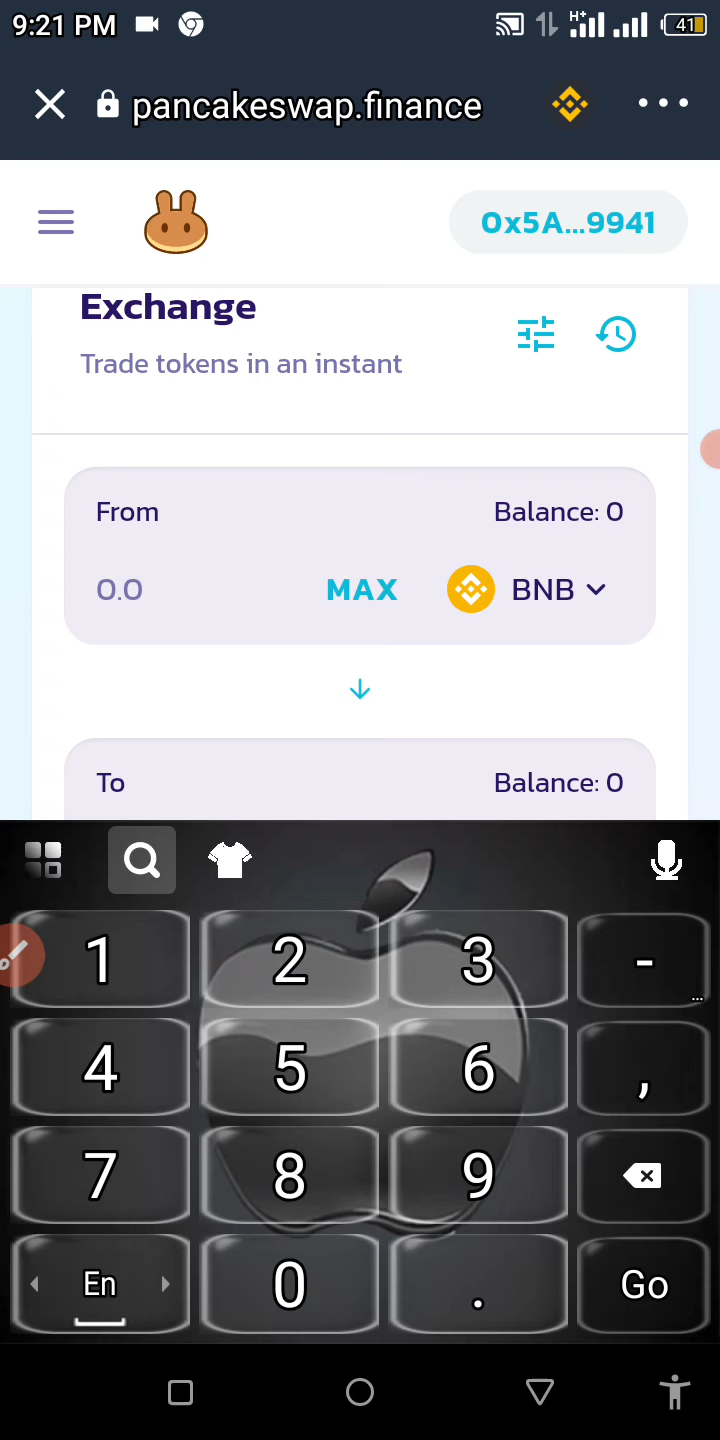 9:21 PM H+ 41
pancakeswap.finance
0x5A...9941
Exchange
Trade tokens in an instant
From Balance: 0
0.0 MAX BNB
To Balance: 0
1 2 3 -
4 5 6 ,
7 8 9
En 0 . Go